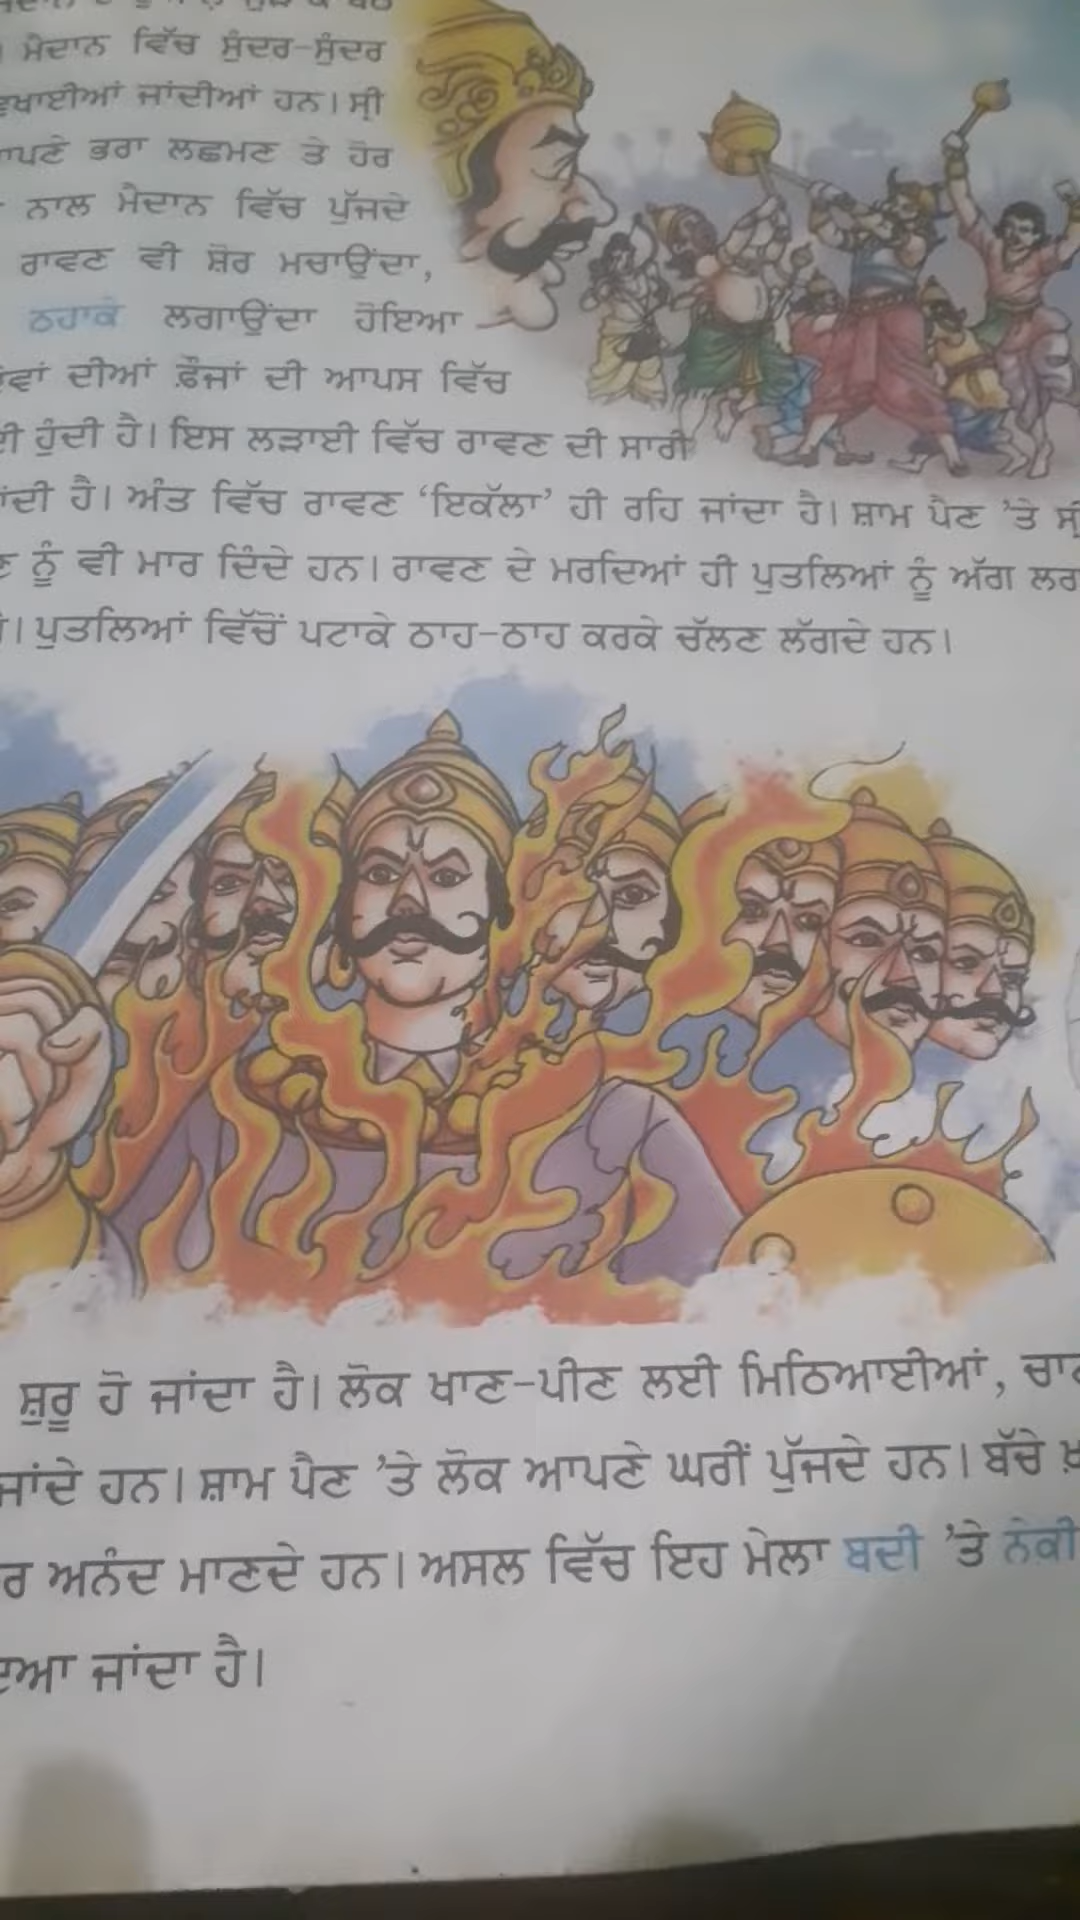 ਮੈਦਾਨ ਵਿੱਚ ਸੁੰਦਰ-ਸੁੰਦਰ
ਜਾਂਦੀਆਂ ਹਨ। ਸ੍ਰੀ
ਭਰਾ ਲਛਮਣ ਤੇ ਹੋਰ
ਨਾਲ ਮੈਦਾਨ ਵਿੱਚ ਪੁੱਜਦੇ
ਰਾਵਣ ਵੀ ਸ਼ੋਰ ਮਚਾਉਂਦਾ,
ਠਹਾਕੇ ਲਗਾਉਂਦਾ ਹੋਇਆ
ਦੀਆਂ ਫ਼ੌਜਾਂ ਦੀ ਆਪਸ ਵਿੱਚ
ਹੁੰਦੀ ਹੈ। ਇਸ ਲੜਾਈ ਵਿੱਚ ਰਾਵਣ ਦੀ ਸਾਰੀ
ਹੈ। ਅੰਤ ਵਿੱਚ ਰਾਵਣ ‘ਇਕੱਲਾ’ ਹੀ ਰਹਿ ਜਾਂਦਾ ਹੈ। ਸ਼ਾਮ ਪੈਣ ’ਤੇ
ਨੂੰ ਵੀ ਮਾਰ ਦਿੰਦੇ ਹਨ। ਰਾਵਣ ਦੇ ਮਰਦਿਆਂ ਹੀ ਪੁਤਲਿਆਂ ਨੂੰ ਅੱਗ
ਪੁਤਲਿਆਂ ਵਿੱਚੋਂ ਪਟਾਕੇ ਠਾਹ-ਠਾਹ ਕਰਕੇ ਚੱਲਣ ਲੱਗਦੇ ਹਨ।
ਸ਼ੁਰੂ ਹੋ ਜਾਂਦਾ ਹੈ। ਲੋਕ ਖਾਣ-ਪੀਣ ਲਈ ਮਿਠਿਆਈਆਂ,
ਜਾਂਦੇ ਹਨ। ਸ਼ਾਮ ਪੈਣ ’ਤੇ ਲੋਕ ਆਪਣੇ ਘਰੀਂ ਪੁੱਜਦੇ ਹਨ। ਬੱਚੇ
ਅਨੰਦ ਮਾਣਦੇ ਹਨ। ਅਸਲ ਵਿੱਚ ਇਹ ਮੇਲਾ ਬਦੀ ’ਤੇ ਨੇਕੀ
ਜਾਂਦਾ ਹੈ।